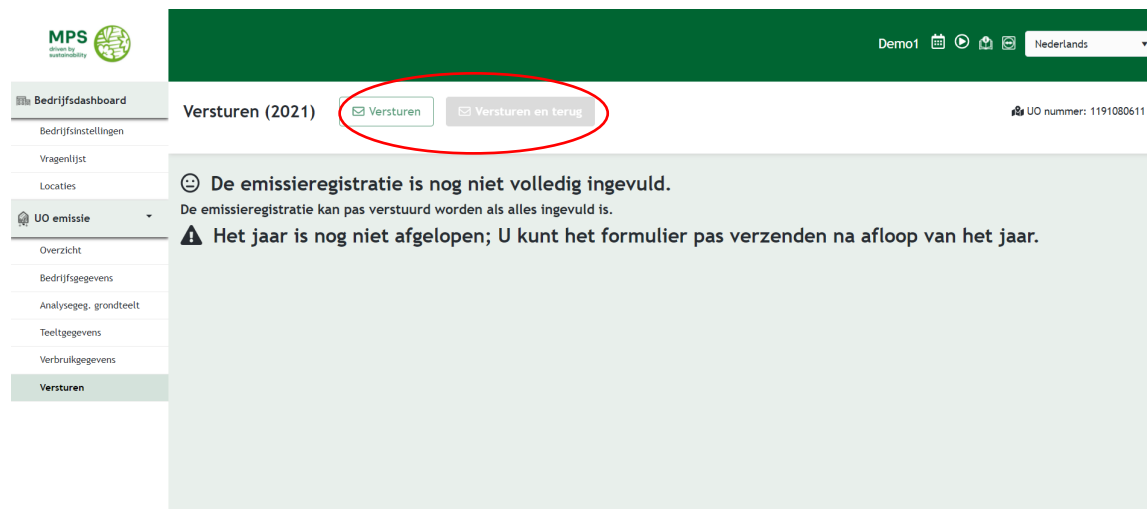 MPS
driven by
sustainability
Demo1
Nederlands
Bedrijfsdashboard
Versturen (2021)
Versturen
Versturen en terug
UO nummer: 1191080611
Bedrijfsinstellingen
Vragenlijst
Locaties
UO emissie
Overzicht
Bedrijfsgegevens
Analysegeg. grondteelt
Teeltgegevens
Verbruikgegevens
Versturen
De emissieregistratie is nog niet volledig ingevuld.
De emissieregistratie kan pas verstuurd worden als alles ingevuld is.
Het jaar is nog niet afgelopen; U kunt het formulier pas verzenden na afloop van het jaar.